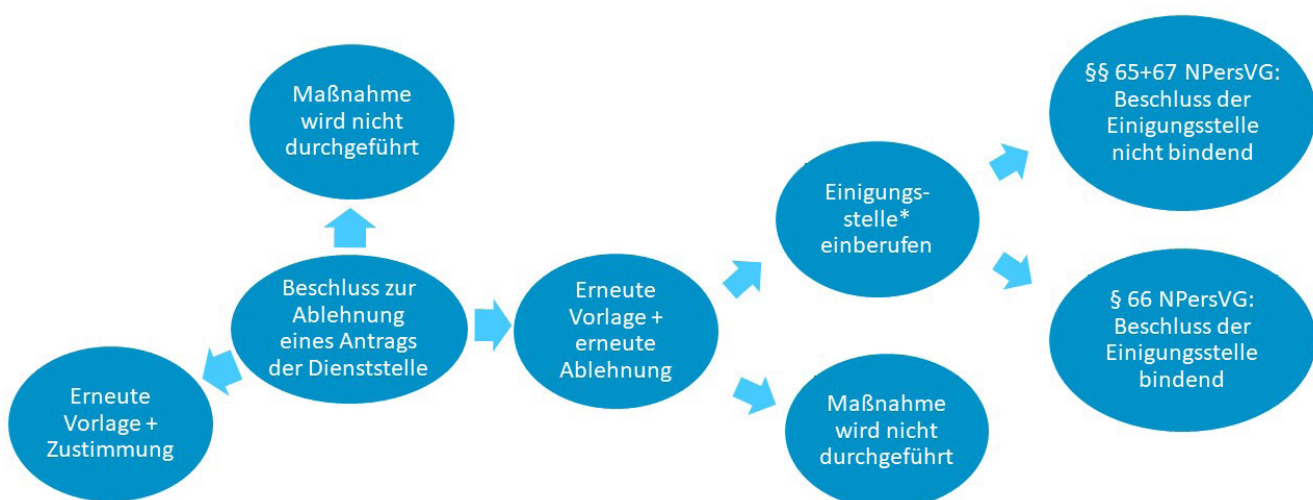 Maßnahme
wird nicht
durchgeführt
Beschluss zur
Ablehnung
eines Antrags
der Dienststelle
Erneute
Vorlage +
Zustimmung
Erneute
Vorlage +
erneute
Ablehnung
Einigungs-
stelle*
einberufen
Maßnahme
wird nicht
durchgeführt
§§ 65+67 NPersVG:
Beschluss der
Einigungsstelle
nicht bindend
§ 66 NPersVG:
Beschluss der
Einigungsstelle
bindend